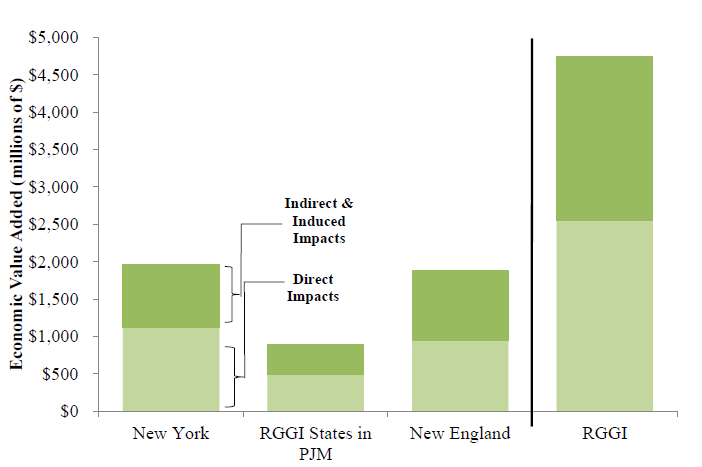 $5,000
$4,500
$4,000
$3,500
$3,000
$2,500
$2,000
$1,500
$1,000
$500
$0
Economic Value Added (millions of $)
Indirect &
Induced
Impacts
Direct
Impacts
New York
RGGI States in
PJM
New England
RGGI